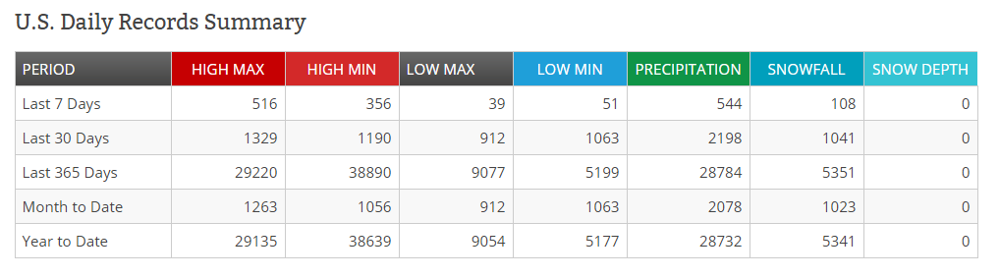 U.S. Daily Records Summary
PERIOD HIGH MAX HIGH MIN LOW MAX LOW MIN PRECIPITATION SNOWFALL SNOW DEPTH
Last 7 Days 516 356 39 51 544 108 0
Last 30 Days 1329 1190 912 1063 2198 1041 0
Last 365 Days 29220 38890 9077 5199 28784 5351 0
Month to Date 1263 1056 912 1063 2078 1023 0
Year to Date 29135 38639 9054 5177 28732 5341 0